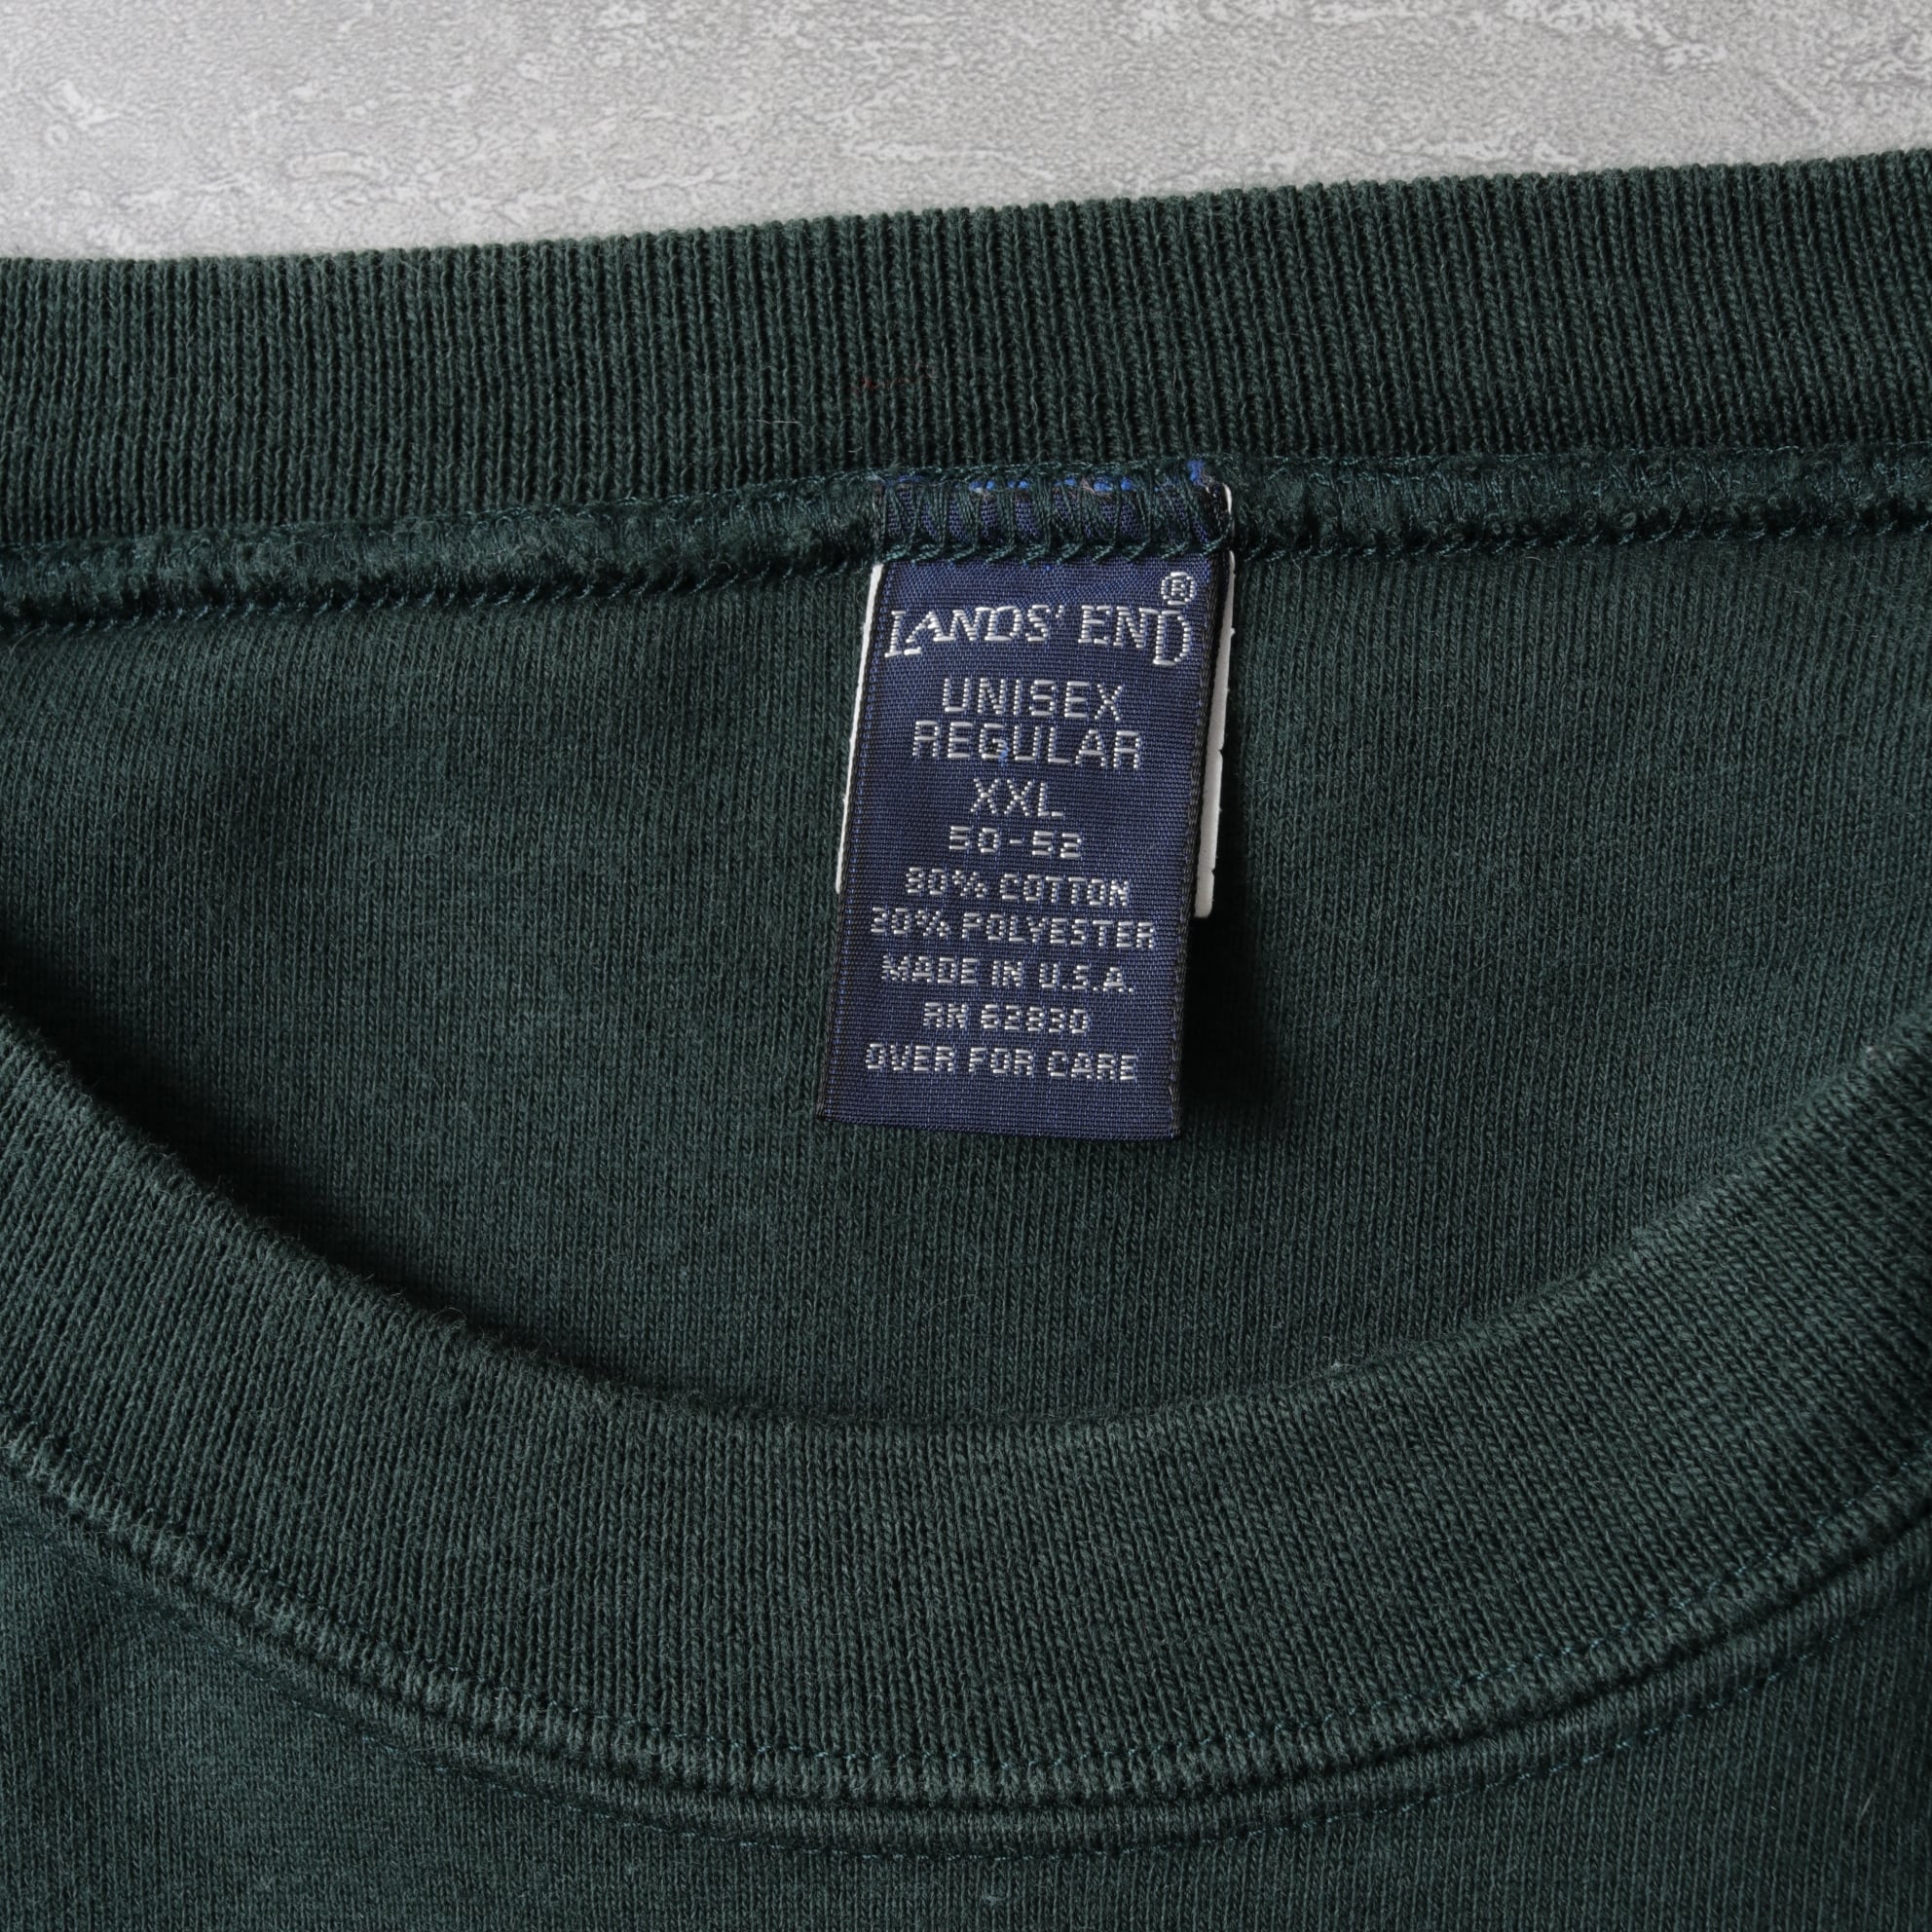 LANDS' END®
UNISEX
REGULAR
XXL
50-52
80% COTTON
20% POLYESTER
MADE IN U.S.A.
RN 62830
OVER FOR CARE